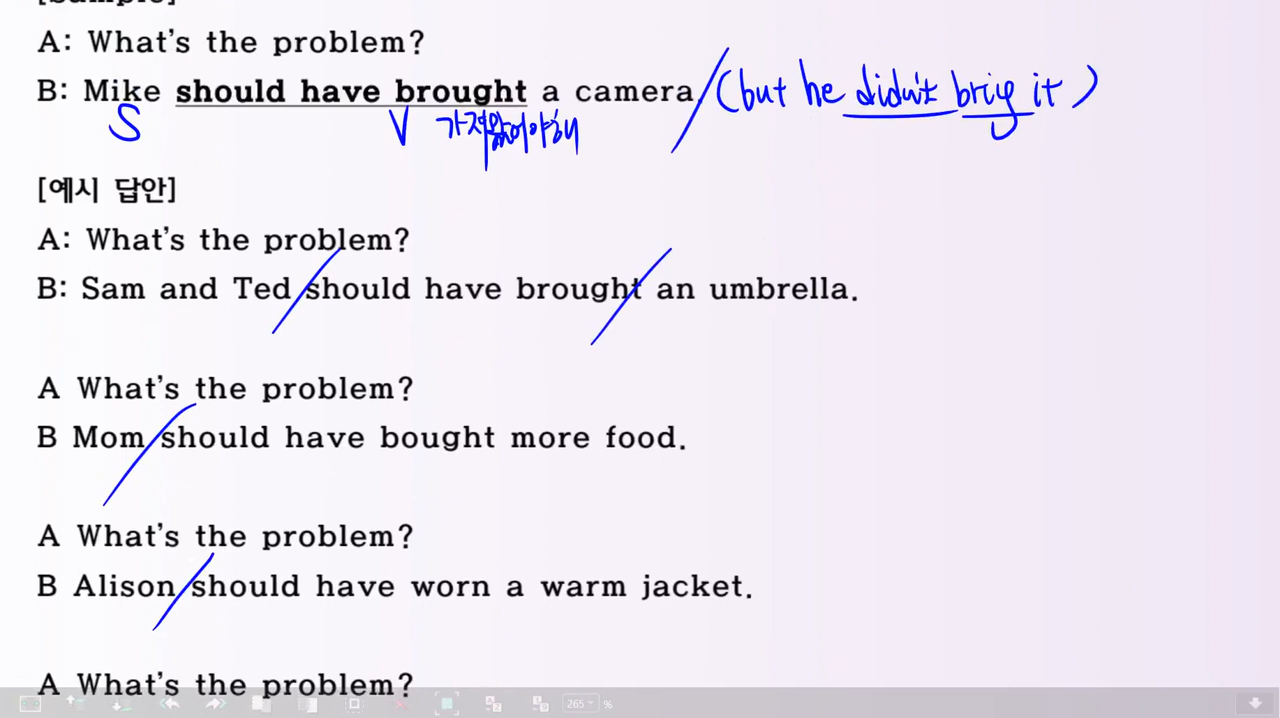 [Sample]
A: What's the problem?
B: Mike should have brought a camera. (but he didn't brig it)
S V 가져왔어야해
[예시 답안]
A: What's the problem?
B: Sam and Ted should have brought an umbrella.
A What's the problem?
B Mom should have bought more food.
A What's the problem?
B Alison should have worn a warm jacket.
A What's the problem?
265 %